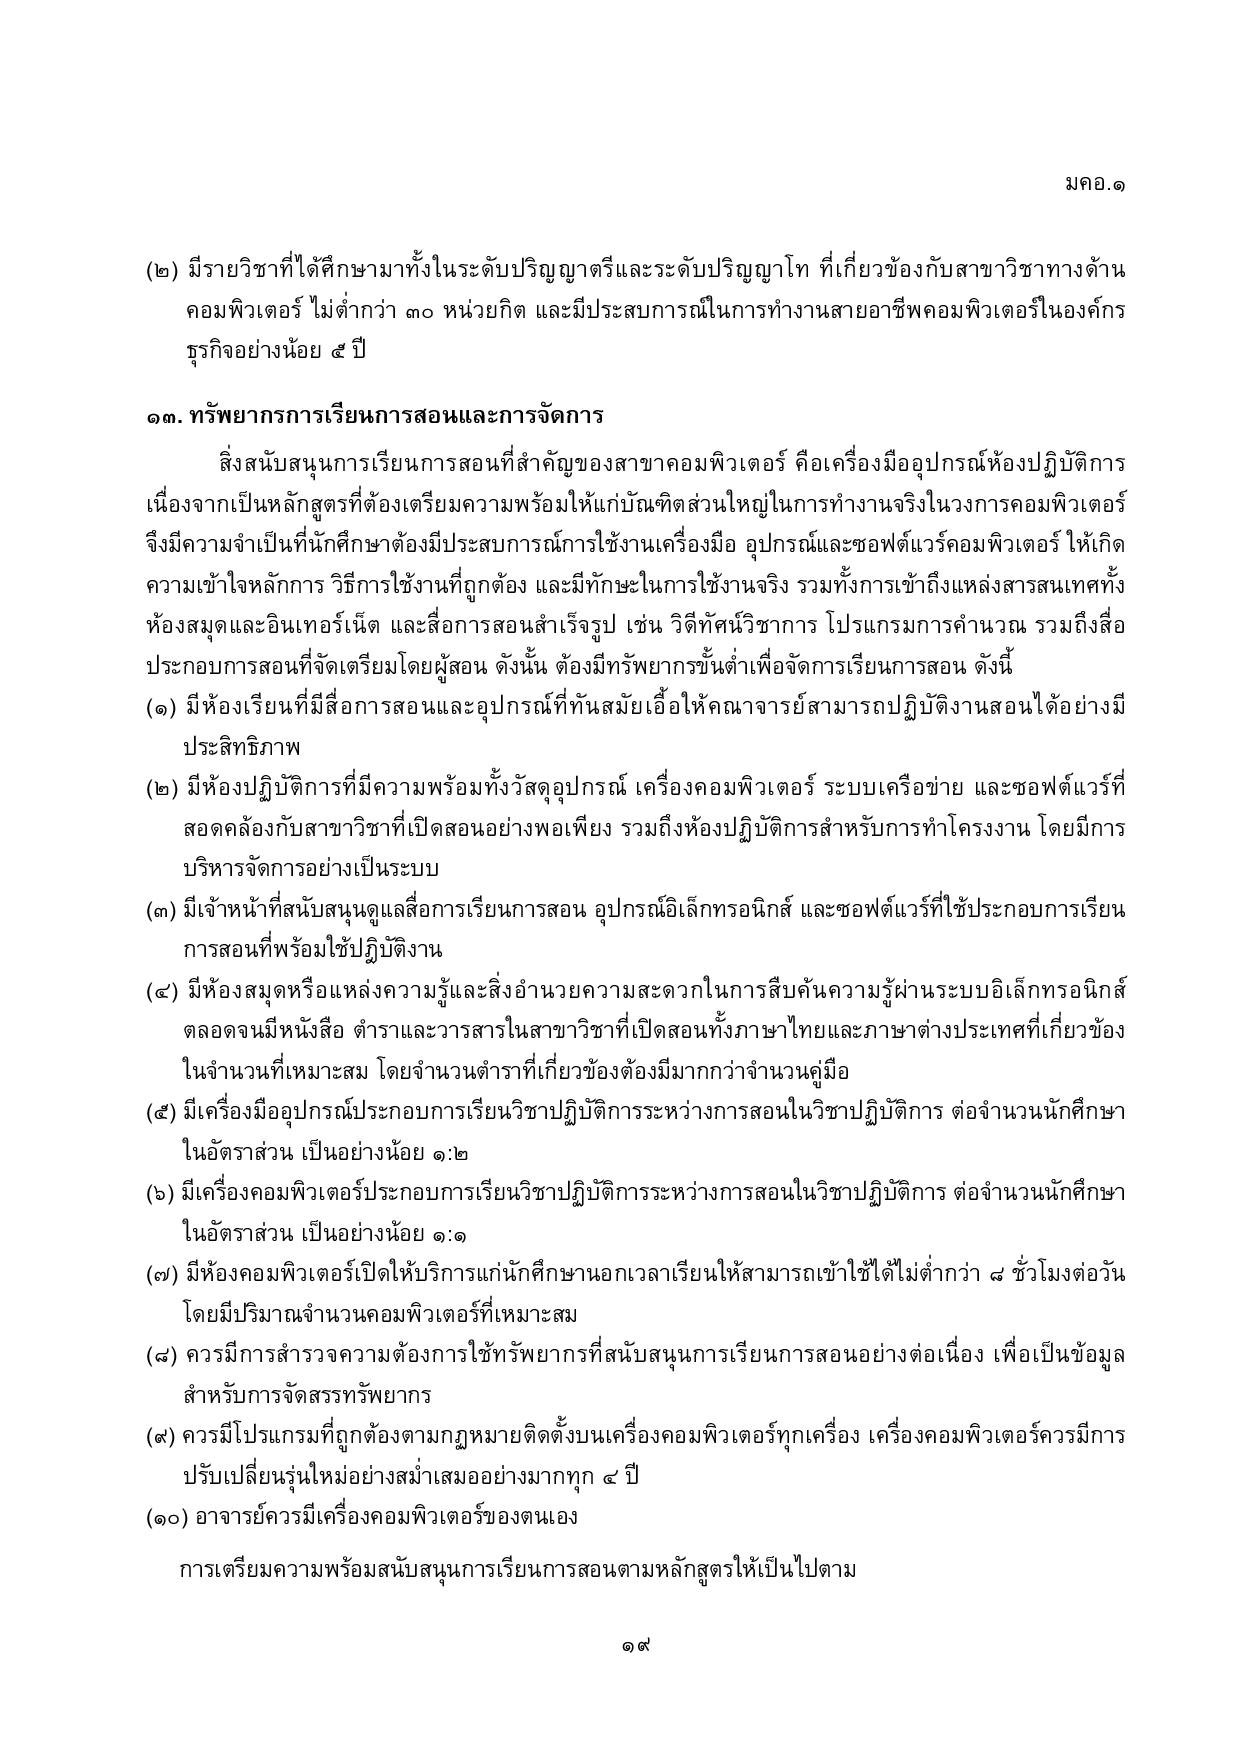 มคอ.๑
(๒) มีรายวิชาที่ได้ศึกษามาทั้งในระดับปริญญาตรีและระดับปริญญาโท ที่เกี่ยวข้องกับสาขาวิชาทางด้าน
คอมพิวเตอร์ ไม่ต่ำกว่า ๓๐ หน่วยกิต และมีประสบการณ์ในการทำงานสายอาชีพคอมพิวเตอร์ในองค์กร
ธุรกิจอย่างน้อย ๕ ปี
๑๓. ทรัพยากรการเรียนการสอนและการจัดการ
สิ่งสนับสนุนการเรียนการสอนที่สำคัญของสาขาคอมพิวเตอร์ คือเครื่องมืออุปกรณ์ห้องปฏิบัติการ
เนื่องจากเป็นหลักสูตรที่ต้องเตรียมความพร้อมให้แก่บัณฑิตส่วนใหญ่ในการทำงานจริงในวงการคอมพิวเตอร์
จึงมีความจำเป็นที่นักศึกษาต้องมีประสบการณ์การใช้งานเครื่องมือ อุปกรณ์และซอฟต์แวร์คอมพิวเตอร์ ให้เกิด
ความเข้าใจหลักการ วิธีการใช้งานที่ถูกต้อง และมีทักษะในการใช้งานจริง รวมทั้งการเข้าถึงแหล่งสารสนเทศทั้ง
ห้องสมุดและอินเทอร์เน็ต และสื่อการสอนสำเร็จรูป เช่น วิดีทัศน์วิชาการ โปรแกรมการคำนวณ รวมถึงสื่อ
ประกอบการสอนที่จัดเตรียมโดยผู้สอน ดังนั้น ต้องมีทรัพยากรขั้นต่ำเพื่อจัดการเรียนการสอน ดังนี้
(๑) มีห้องเรียนที่มีสื่อการสอนและอุปกรณ์ที่ทันสมัยเอื้อให้คณาจารย์สามารถปฏิบัติงานสอนได้อย่างมี
ประสิทธิภาพ
(๒) มีห้องปฏิบัติการที่มีความพร้อมทั้งวัสดุอุปกรณ์ เครื่องคอมพิวเตอร์ ระบบเครือข่าย และซอฟต์แวร์ที่
สอดคล้องกับสาขาวิชาที่เปิดสอนอย่างพอเพียง รวมถึงห้องปฏิบัติการสำหรับการทำโครงงาน โดยมีการ
บริหารจัดการอย่างเป็นระบบ
(๓) มีเจ้าหน้าที่สนับสนุนดูแลสื่อการเรียนการสอน อุปกรณ์อิเล็กทรอนิกส์ และซอฟต์แวร์ที่ใช้ประกอบการเรียน
การสอนที่พร้อมใช้ปฏิบัติงาน
(๔) มีห้องสมุดหรือแหล่งความรู้และสิ่งอำนวยความสะดวกในการสืบค้นความรู้ผ่านระบบอิเล็กทรอนิกส์
ตลอดจนมีหนังสือ ตำราและวารสารในสาขาวิชาที่เปิดสอนทั้งภาษาไทยและภาษาต่างประเทศที่เกี่ยวข้อง
ในจำนวนที่เหมาะสม โดยจำนวนตำราที่เกี่ยวข้องต้องมีมากกว่าจำนวนคู่มือ
(๕) มีเครื่องมืออุปกรณ์ประกอบการเรียนวิชาปฏิบัติการระหว่างการสอนในวิชาปฏิบัติการ ต่อจำนวนนักศึกษา
ในอัตราส่วน เป็นอย่างน้อย ๑:๒
(๖) มีเครื่องคอมพิวเตอร์ประกอบการเรียนวิชาปฏิบัติการระหว่างการสอนในวิชาปฏิบัติการ ต่อจำนวนนักศึกษา
ในอัตราส่วน เป็นอย่างน้อย ๑:๑
(๗) มีห้องคอมพิวเตอร์เปิดให้บริการแก่นักศึกษานอกเวลาเรียนให้สามารถเข้าใช้ได้ไม่ต่ำกว่า ๘ ชั่วโมงต่อวัน
โดยมีปริมาณจำนวนคอมพิวเตอร์ที่เหมาะสม
(๘) ควรมีการสำรวจความต้องการใช้ทรัพยากรที่สนับสนุนการเรียนการสอนอย่างต่อเนื่อง เพื่อเป็นข้อมูล
สำหรับการจัดสรรทรัพยากร
(๙) ควรมีโปรแกรมที่ถูกต้องตามกฏหมายติดตั้งบนเครื่องคอมพิวเตอร์ทุกเครื่อง เครื่องคอมพิวเตอร์ควรมีการ
ปรับเปลี่ยนรุ่นใหม่อย่างสม่ำเสมออย่างมากทุก ๔ ปี
(๑๐) อาจารย์ควรมีเครื่องคอมพิวเตอร์ของตนเอง
การเตรียมความพร้อมสนับสนุนการเรียนการสอนตามหลักสูตรให้เป็นไปตาม
๑๙